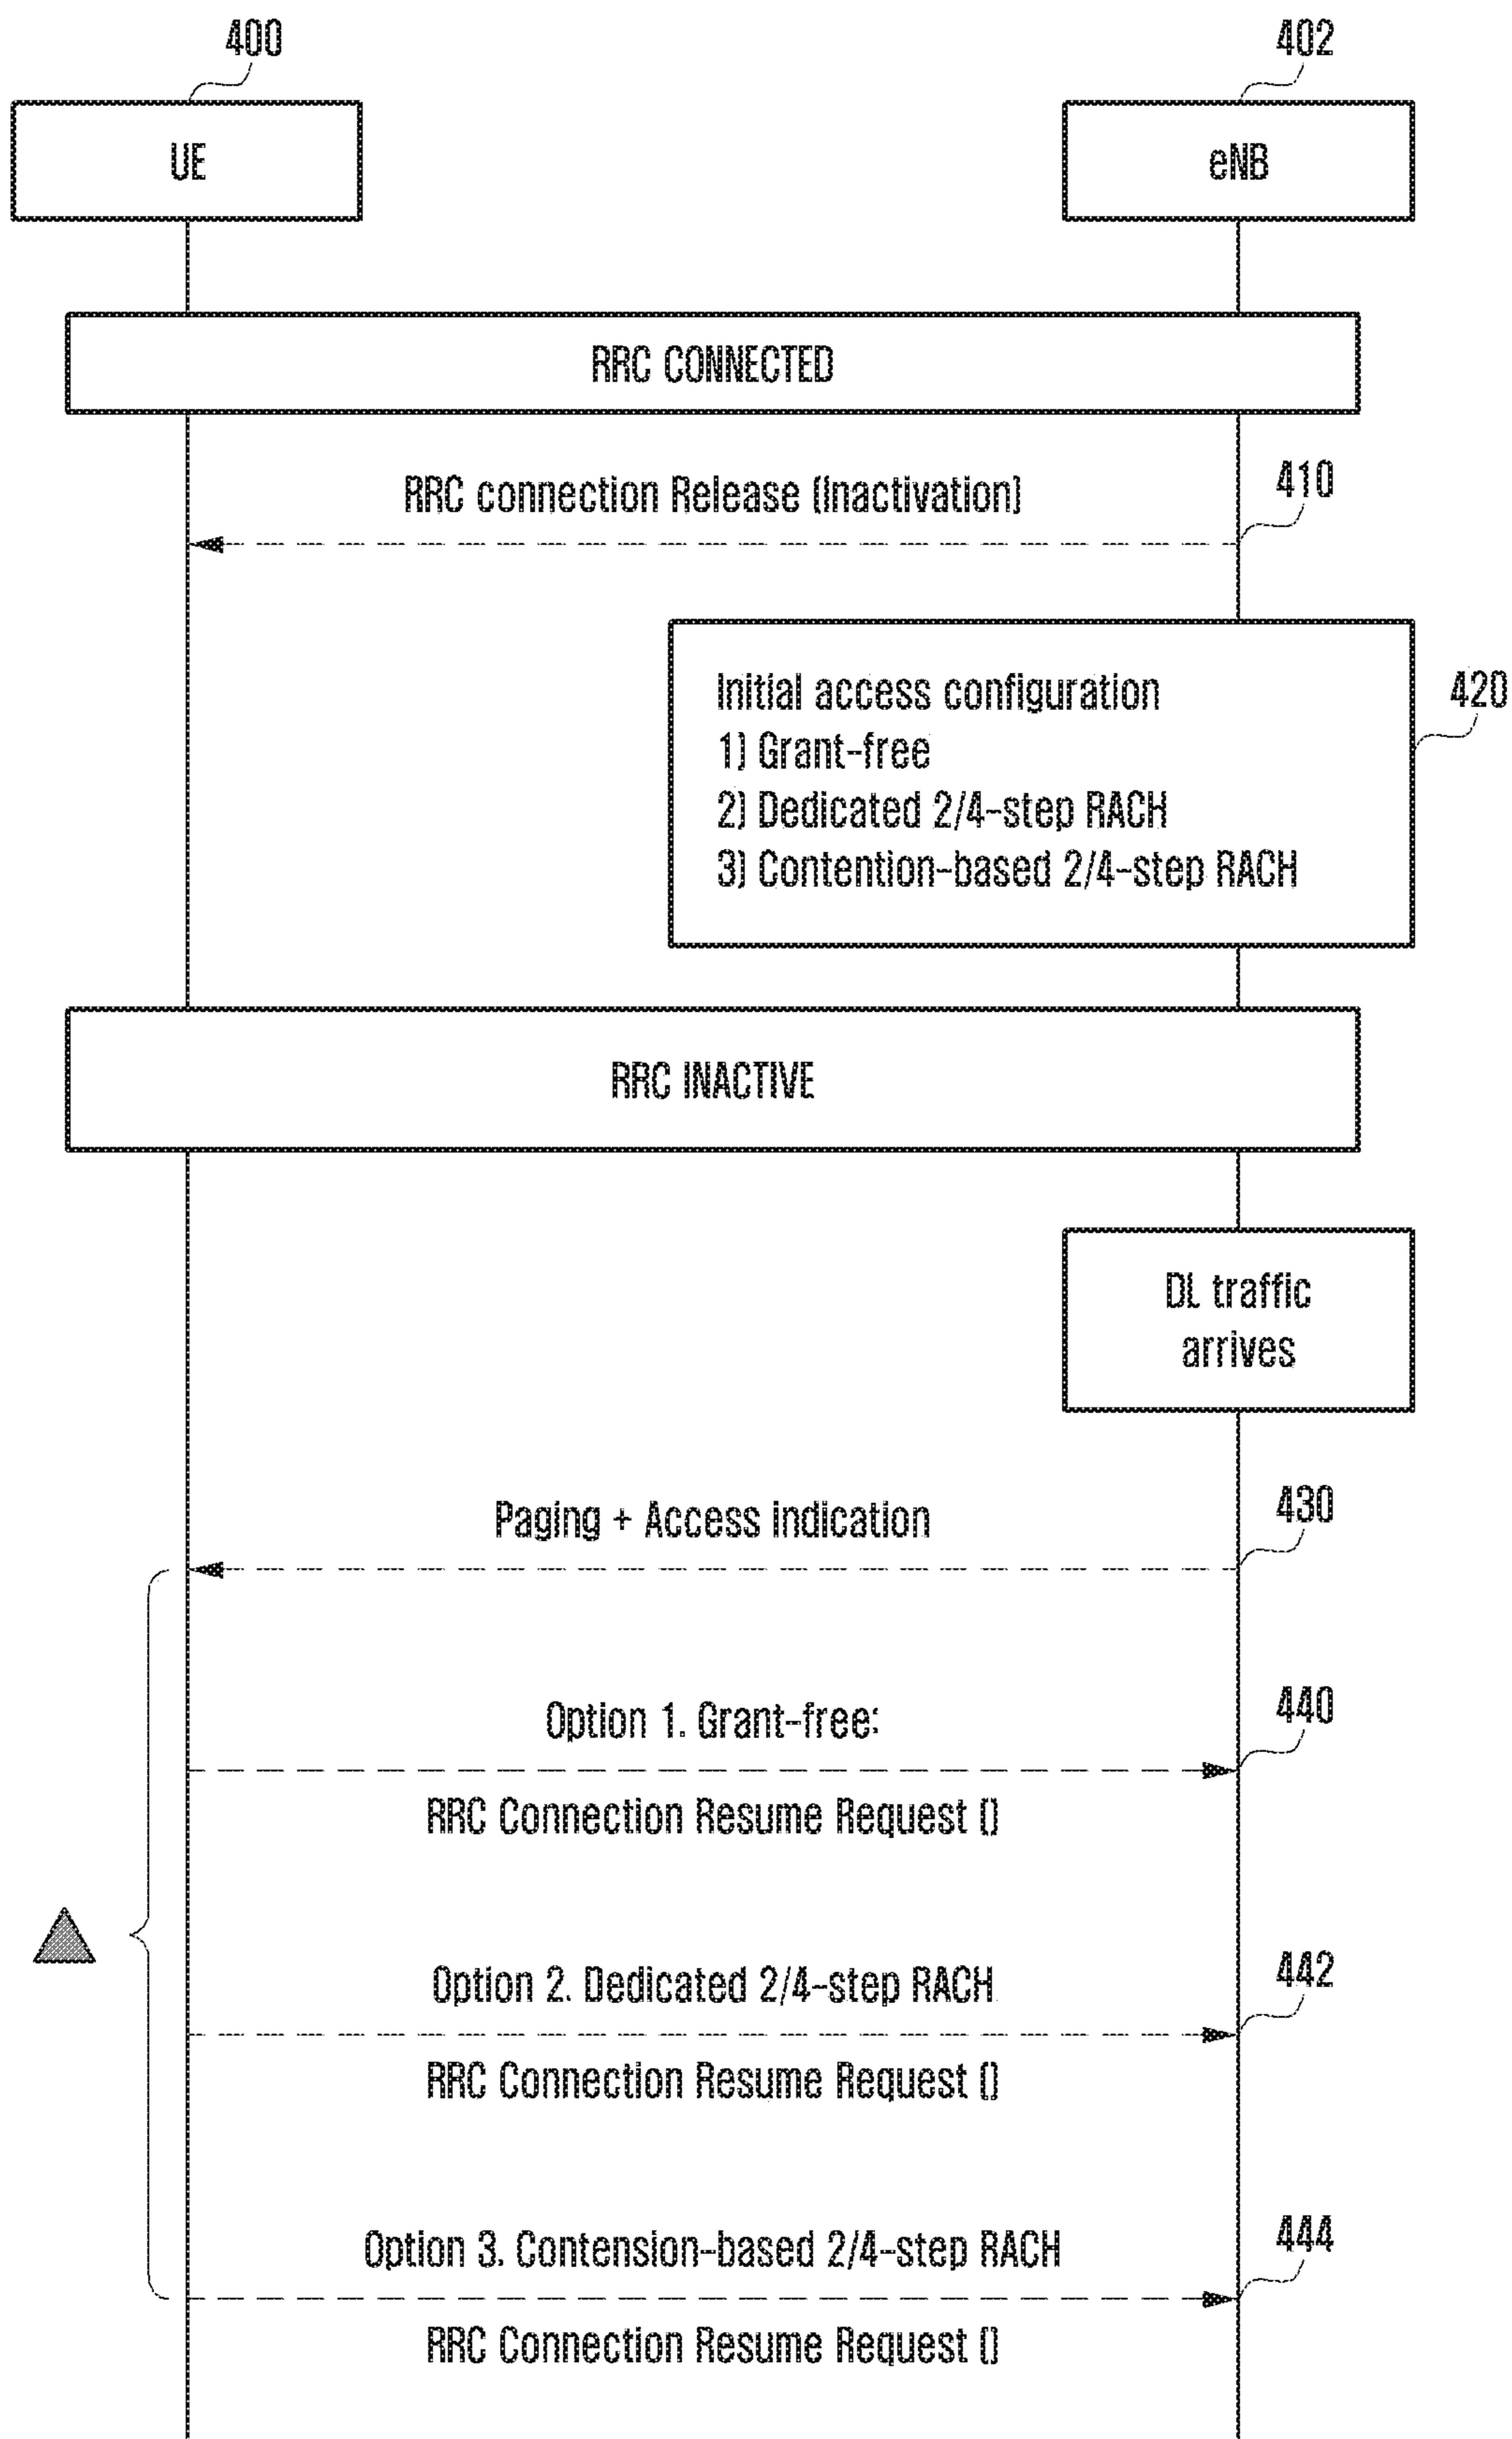 400
402
UE
eNB
RRC CONNECTED
RRC connection Release (Inactivation)
410
Initial access configuration
1) Grant-free
2) Dedicated 2/4-step RACH
3) Contention-based 2/4-step RACH
420
RRC INACTIVE
DL traffic
arrives
Paging + Access indication
430
Option 1. Grant-free:
440
RRC Connection Resume Request ()
Option 2. Dedicated 2/4-step RACH
442
RRC Connection Resume Request ()
Option 3. Contension-based 2/4-step RACH
444
RRC Connection Resume Request ()